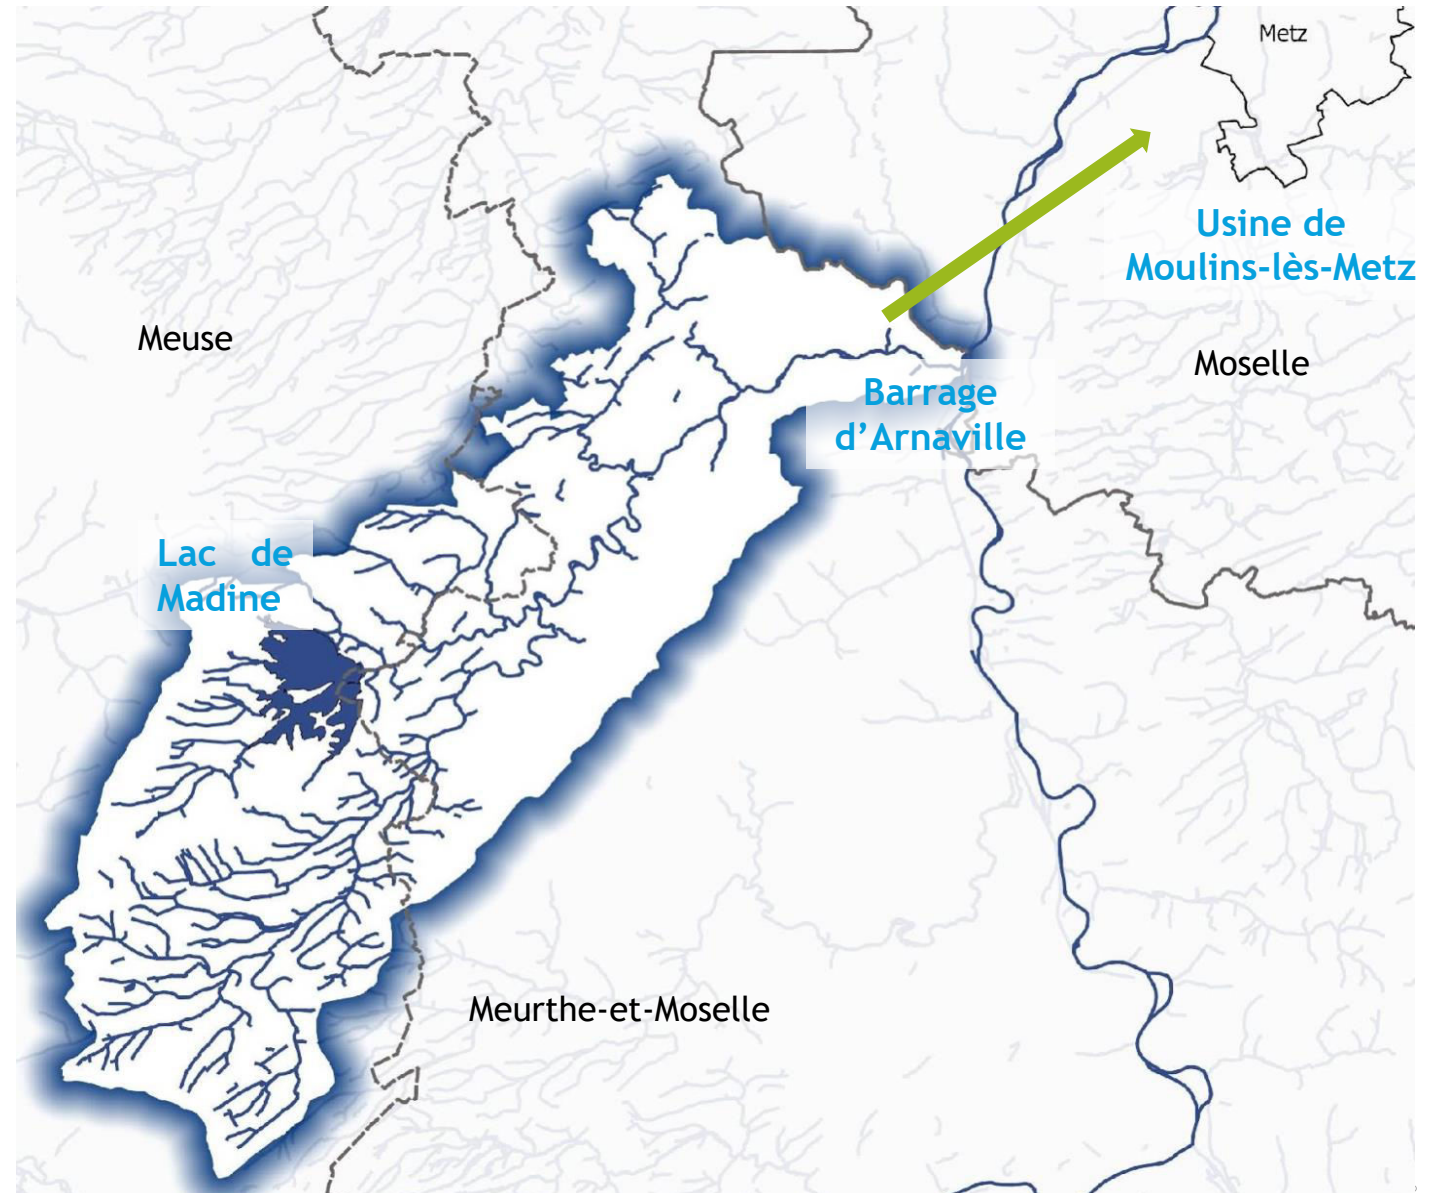 Metz
Usine de
Moulins-lès-Metz
Meuse
Moselle
Barrage
d’Arnaville
Lac de
Madine
Meurthe-et-Moselle